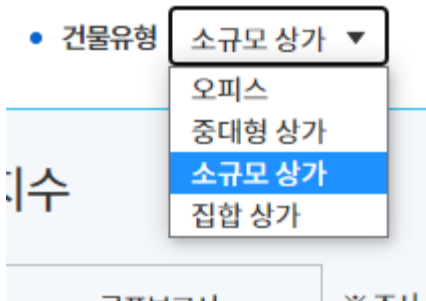 건물유형 소규모 상가 ▼
오피스
중대형 상가
소규모 상가
집합 상가
지수